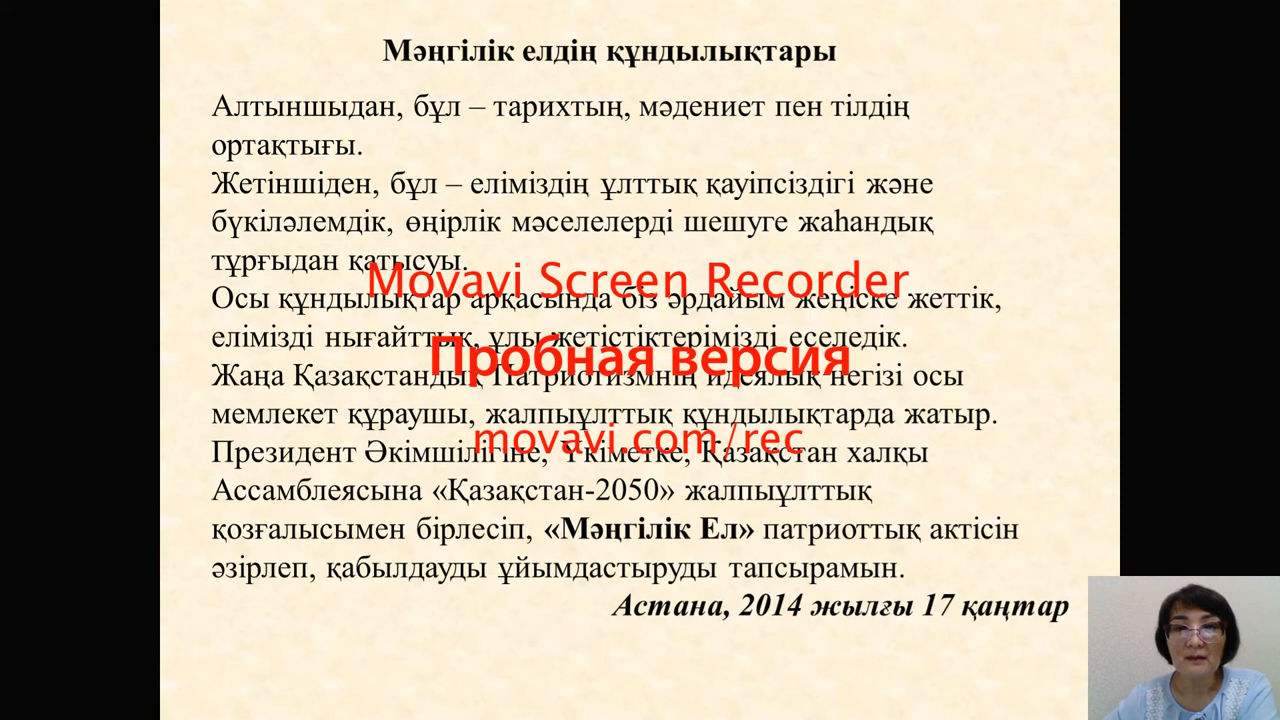 Мәңгілік елдің құндылықтары
Алтыншыдан, бұл – тарихтың, мәдениет пен тілдің
ортақтығы.
Жетіншіден, бұл – еліміздің ұлттық қауіпсіздігі және
бүкіләлемдік, өңірлік мәселелерді шешуге жаһандық
тұрғыдан қатысуы.
Movavi Screen Recorder
Осы құндылықтар арқасында біз әрдайым жеңіске жеттік,
елімізді нығайттық, ұлы жетістіктерімізді еселедік.
Пробная версия
Жаңа Қазақстандық Патриотизмнің идеялық негізі осы
мемлекет құраушы, жалпыұлттық құндылықтарда жатыр.
movavi.com/rec
Президент Әкімшілігіне, Үкіметке, Қазақстан халқы
Ассамблеясына «Қазақстан-2050» жалпыұлттық
қозғалысымен бірлесіп, «Мәңгілік Ел» патриоттық актісін
әзірлеп, қабылдауды ұйымдастыруды тапсырамын.
Астана, 2014 жылғы 17 қаңтар